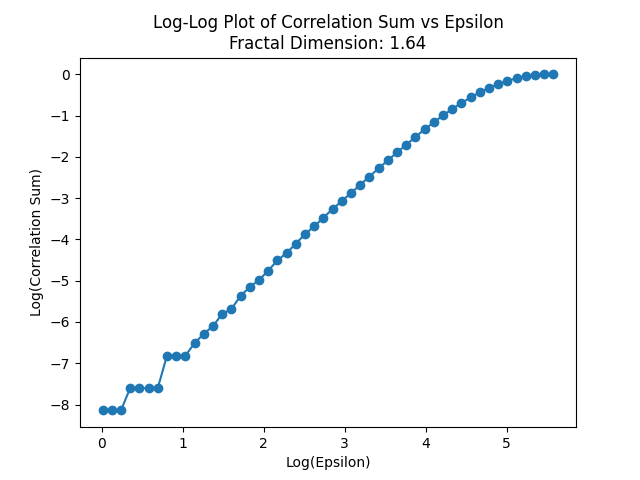 Log-Log Plot of Correlation Sum vs Epsilon
Fractal Dimension: 1.64
Log(Correlation Sum)
0
−1
−2
−3
−4
−5
−6
−7
−8
0 1 2 3 4 5
Log(Epsilon)